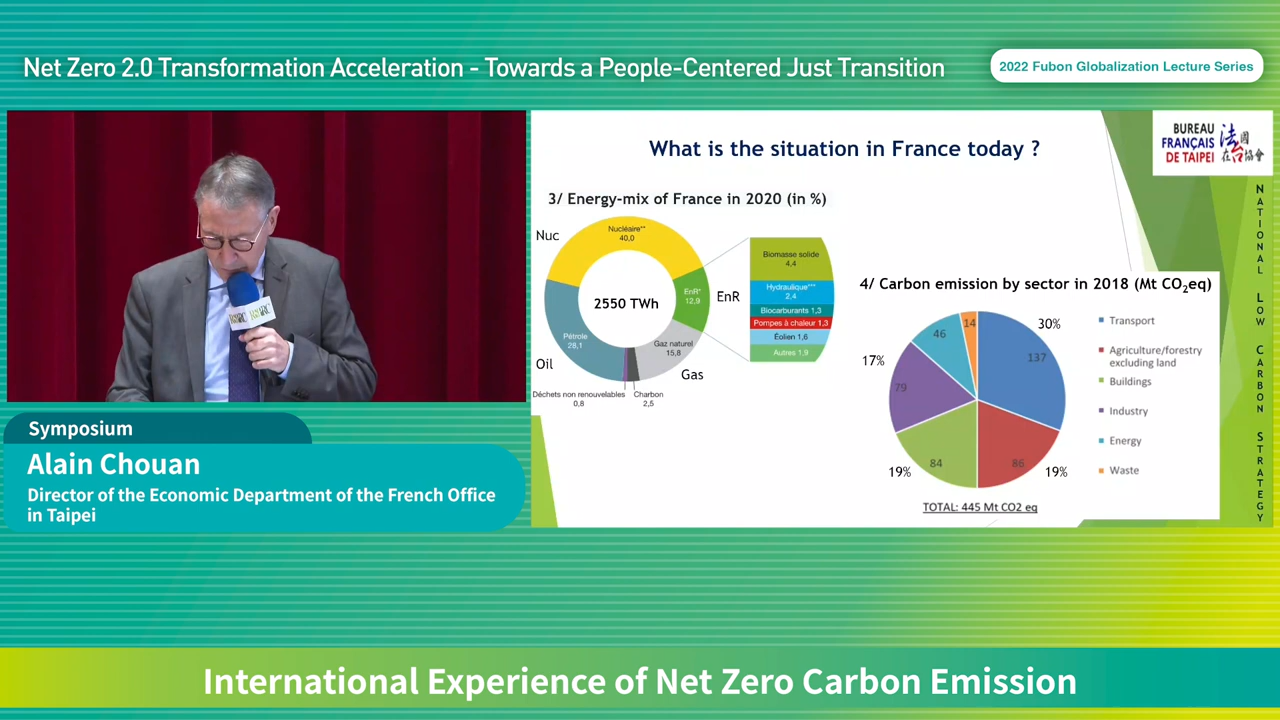 Net Zero 2.0 Transformation Acceleration - Towards a People-Centered Just Transition
2022 Fubon Globalization Lecture Series
What is the situation in France today ?
BUREAU
FRANÇAIS
DE TAIPEI
法國
在台協會
3/ Energy-mix of France in 2020 (in %)
Nuc
Nucléaire**
40,0
EnR*
12,9
EnR
2550 TWh
Pétrole
28,1
Oil
Gaz naturel
15,8
Gas
Déchets non renouvelables
0,8
Charbon
2,5
Biomasse solide
4,4
Hydraulique***
2,4
Biocarburants 1,3
Pompes à chaleur 1,3
Éolien 1,6
Autres 1,9
4/ Carbon emission by sector in 2018 (Mt CO2eq)
14
46
30%
137
17%
79
84
86
19%
19%
Transport
Agriculture/forestry
excluding land
Buildings
Industry
Energy
Waste
TOTAL: 445 Mt CO2 eq
NATIONAL LOW CARBON STRATEGY
Symposium
Alain Chouan
Director of the Economic Department of the French Office
in Taipei
International Experience of Net Zero Carbon Emission